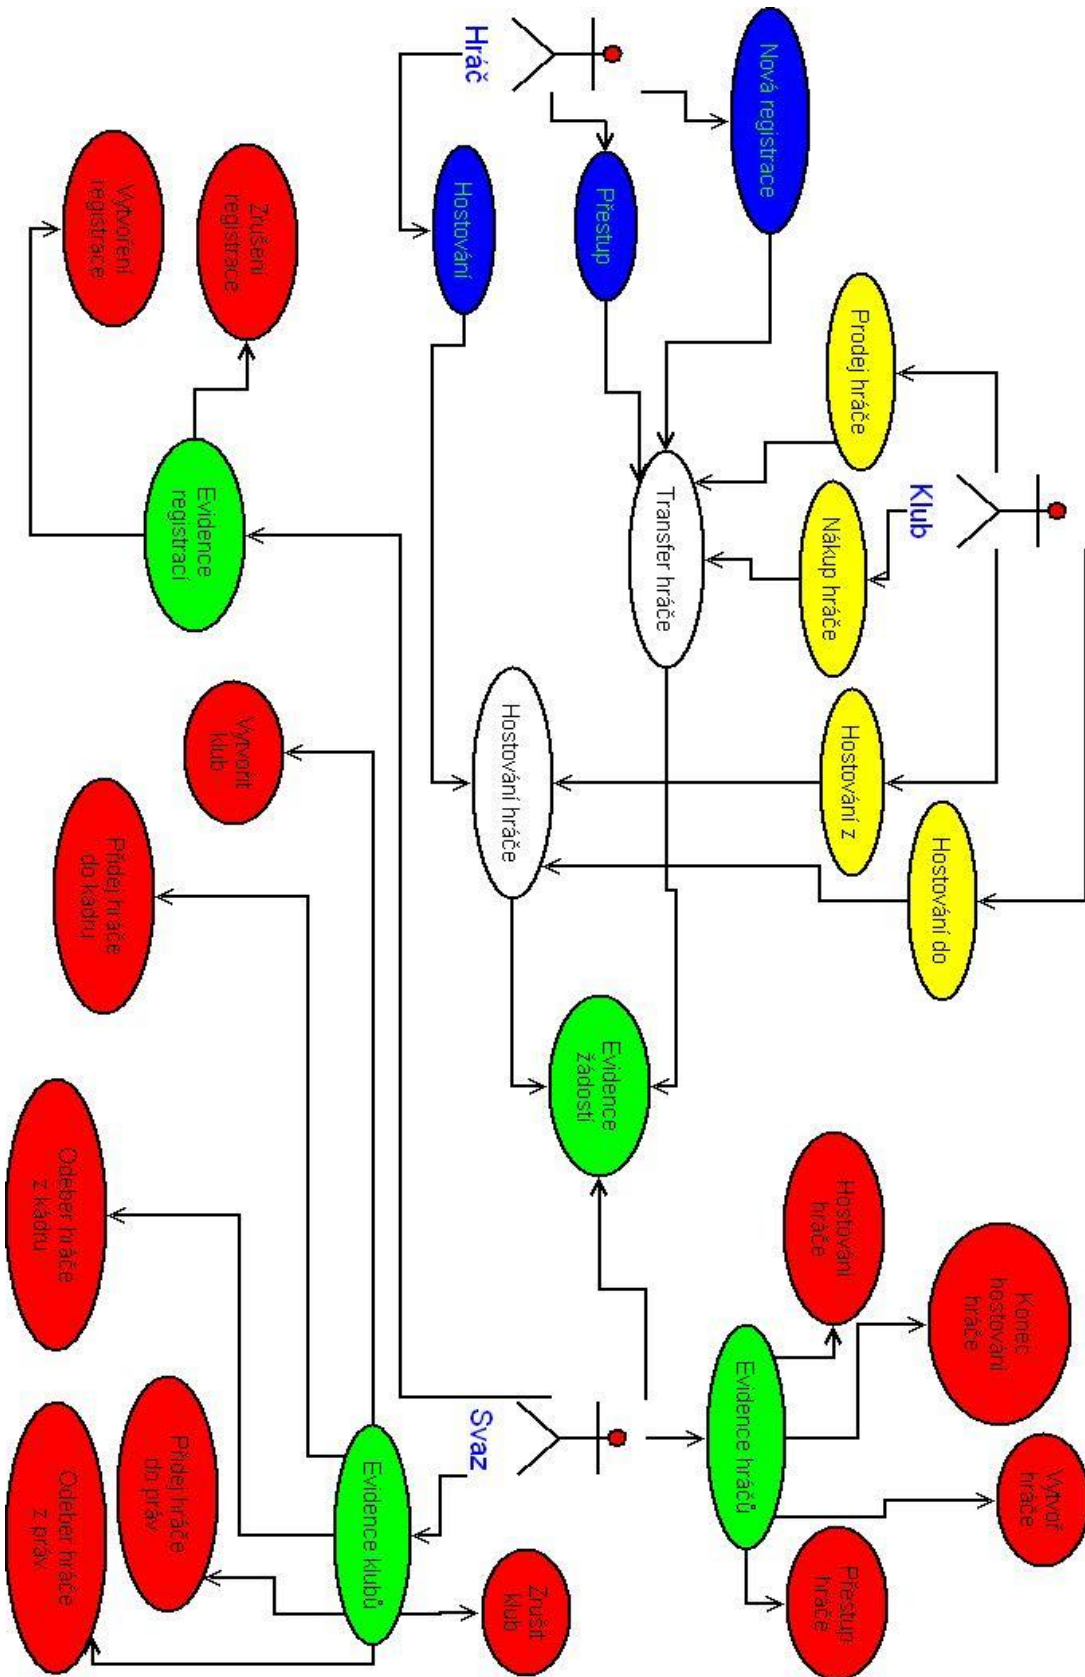 Klub
Hostování do
Prodej hráče
Nákup hráče
Hostování z
Nová registrace
Transfer hráče
Přestup
Hráč
Hostování
Hostování hráče
Evidence
žádostí
Konec
hostování
hráče
Vytvoř
hráče
Hostování
hráče
Přestup
hráče
Evidence hráčů
Svaz
Zrušení
registrace
Vytvoření
registrace
Evidence
registrací
Vytvořit
klub
Přidej hráče
do kadru
Odeber hráče
z kádru
Přidej hráče
do práv
Odeber hráče
z práv
Evidence klubů
Zrušit
klub